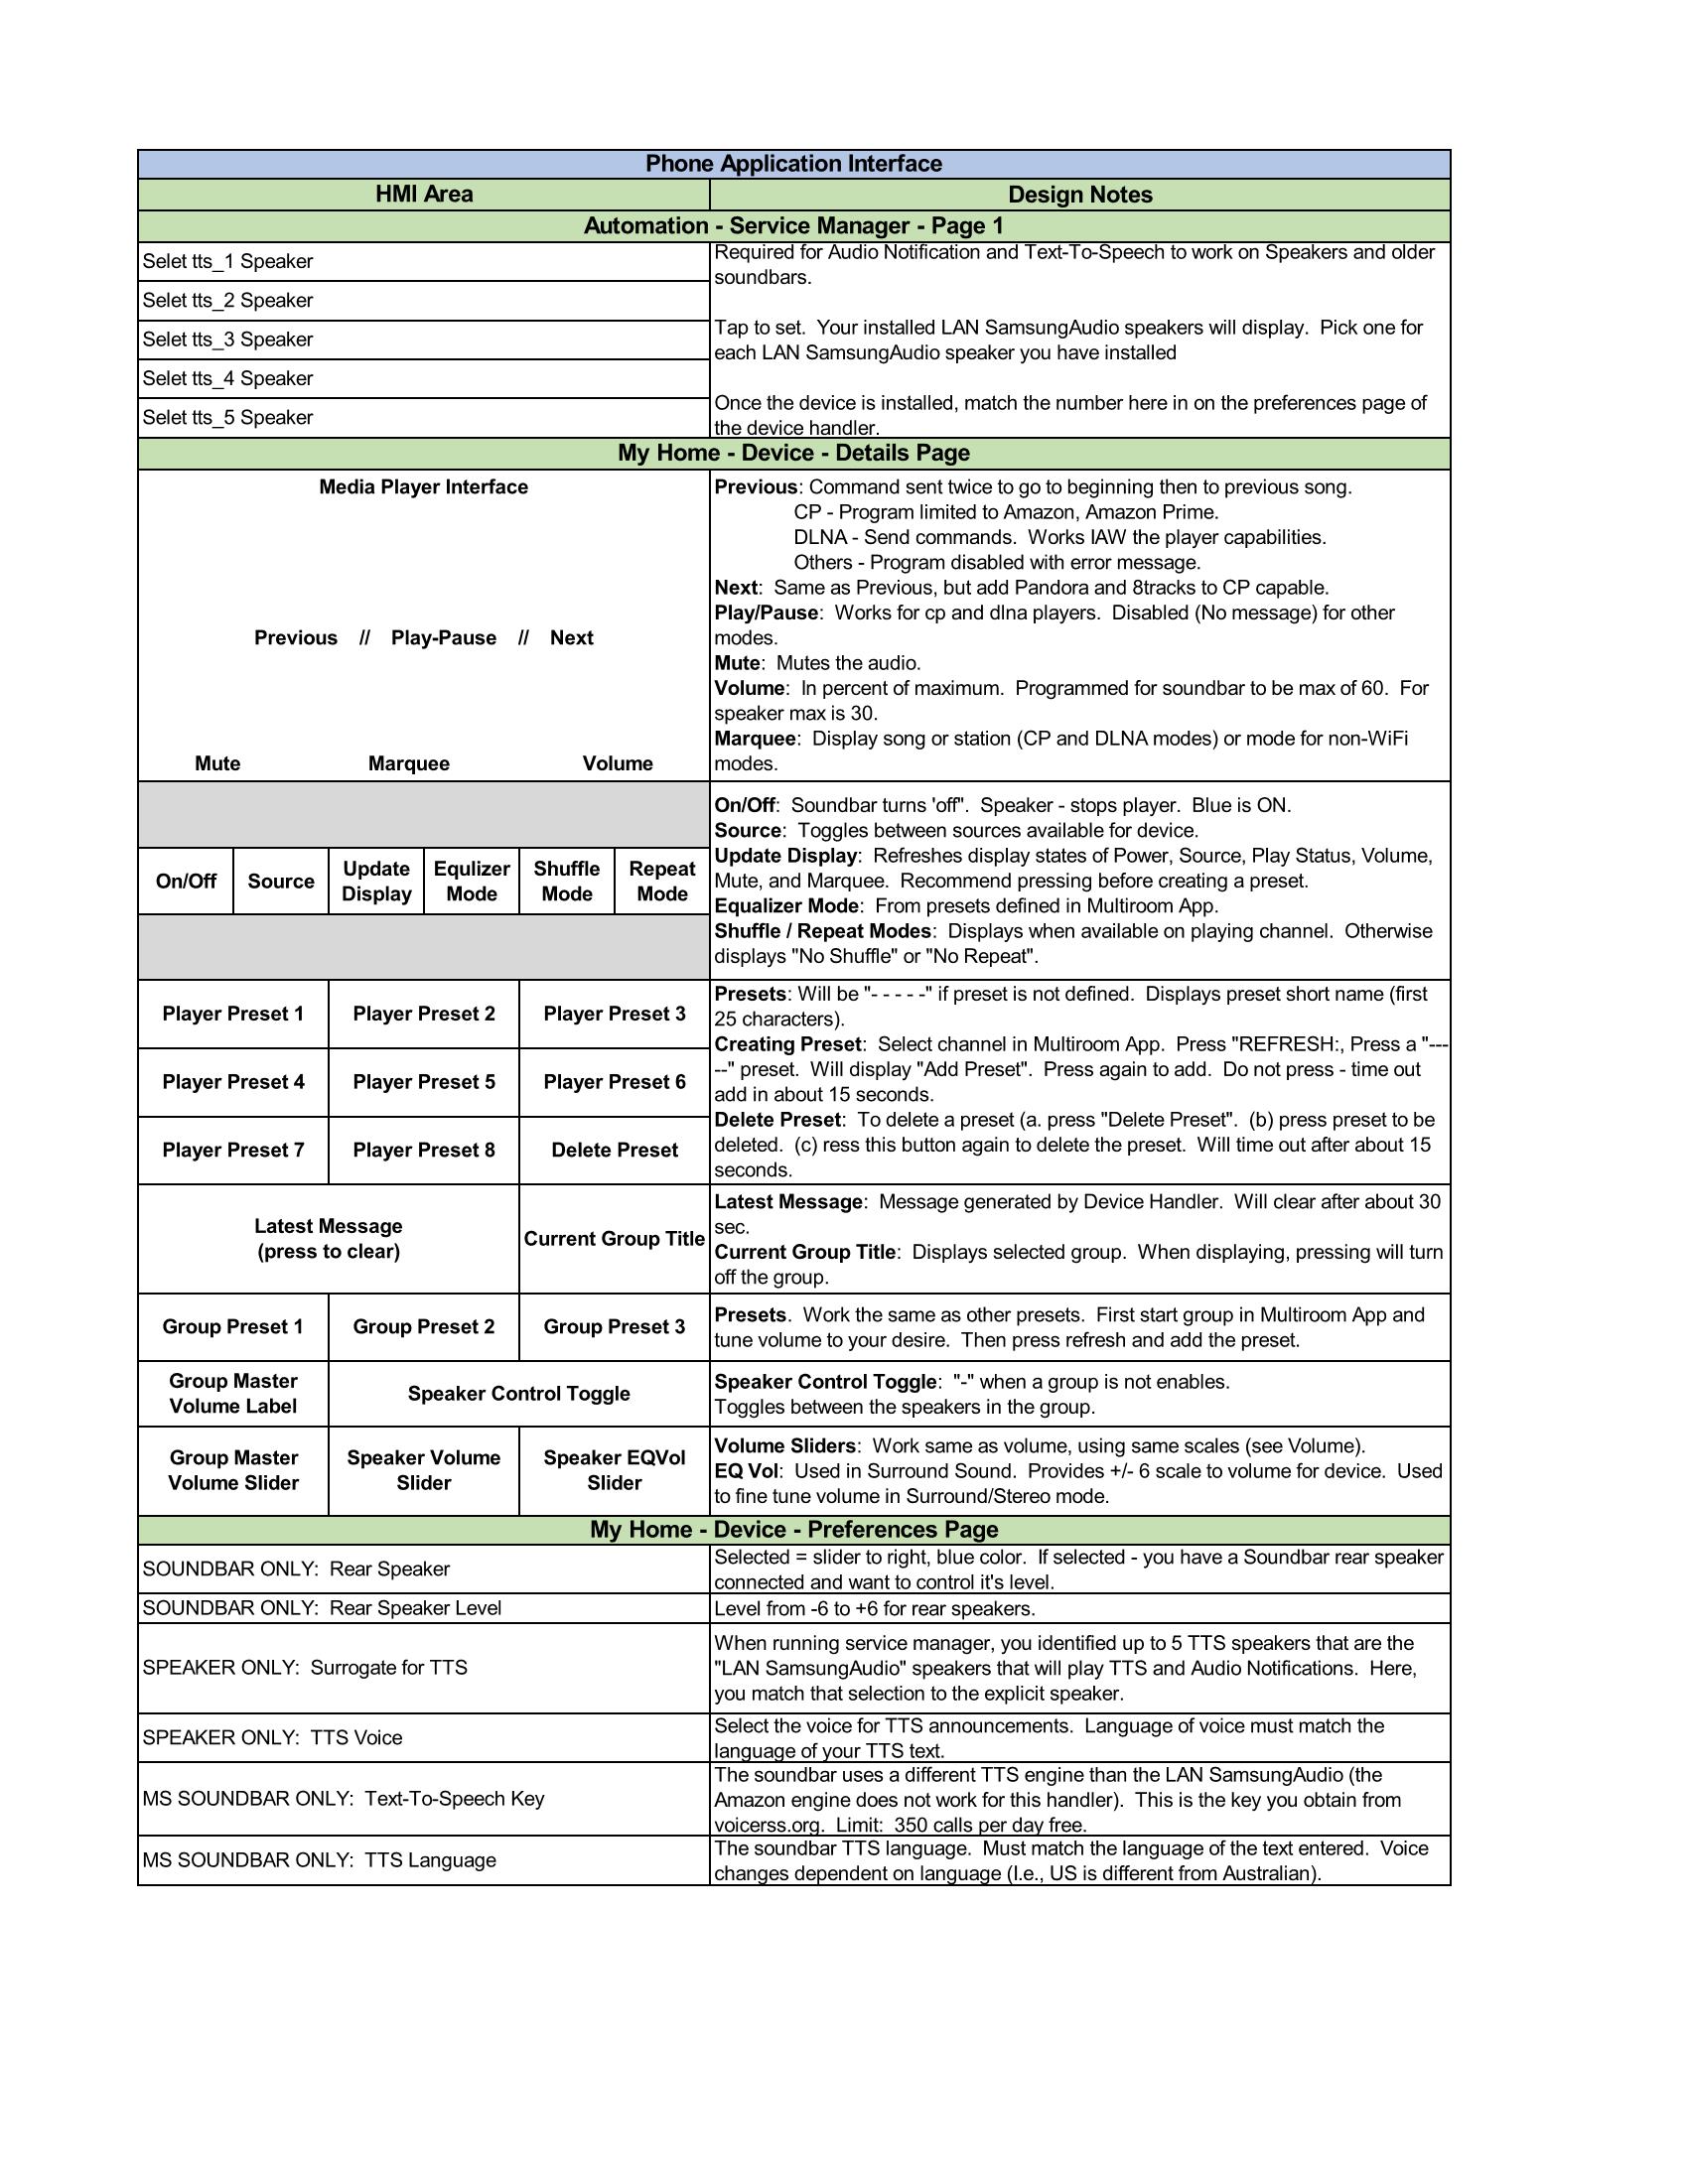 Phone Application Interface
HMI Area
Design Notes
Automation - Service Manager - Page 1
Selet tts_1 Speaker
Selet tts_2 Speaker
Selet tts_3 Speaker
Selet tts_4 Speaker
Selet tts_5 Speaker
Required for Audio Notification and Text-To-Speech to work on Speakers and older
soundbars.
Tap to set.  Your installed LAN SamsungAudio speakers will display.  Pick one for
each LAN SamsungAudio speaker you have installed
Once the device is installed, match the number here in on the preferences page of
the device handler.
My Home - Device - Details Page
Media Player Interface
Previous // Play-Pause // Next
Mute Marquee Volume
Previous: Command sent twice to go to beginning then to previous song.
CP - Program limited to Amazon, Amazon Prime.
DLNA - Send commands.  Works IAW the player capabilities.
Others - Program disabled with error message.
Next:  Same as Previous, but add Pandora and 8tracks to CP capable.
Play/Pause:  Works for cp and dlna players.  Disabled (No message) for other
modes.
Mute:  Mutes the audio.
Volume:  In percent of maximum.  Programmed for soundbar to be max of 60.  For
speaker max is 30.
Marquee:  Display song or station (CP and DLNA modes) or mode for non-WiFi
modes.
On/Off
Source
Update
Display
Equlizer
Mode
Shuffle
Mode
Repeat
Mode
On/Off:  Soundbar turns 'off".  Speaker - stops player.  Blue is ON.
Source:  Toggles between sources available for device.
Update Display:  Refreshes display states of Power, Source, Play Status, Volume,
Mute, and Marquee.  Recommend pressing before creating a preset.
Equalizer Mode:  From presets defined in Multiroom App.
Shuffle / Repeat Modes:  Displays when available on playing channel.  Otherwise
displays "No Shuffle" or "No Repeat".
Player Preset 1
Player Preset 2
Player Preset 3
Player Preset 4
Player Preset 5
Player Preset 6
Player Preset 7
Player Preset 8
Delete Preset
Presets: Will be "- - - - -" if preset is not defined.  Displays preset short name (first
25 characters).
Creating Preset:  Select channel in Multiroom App.  Press "REFRESH:, Press a "---
--" preset.  Will display "Add Preset".  Press again to add.  Do not press - time out
add in about 15 seconds.
Delete Preset:  To delete a preset (a. press "Delete Preset".  (b) press preset to be
deleted.  (c) ress this button again to delete the preset.  Will time out after about 15
seconds.
Latest Message
(press to clear)
Current Group Title
Latest Message:  Message generated by Device Handler.  Will clear after about 30
sec.
Current Group Title:  Displays selected group.  When displaying, pressing will turn
off the group.
Group Preset 1
Group Preset 2
Group Preset 3
Presets.  Work the same as other presets.  First start group in Multiroom App and
tune volume to your desire.  Then press refresh and add the preset.
Group Master
Volume Label
Speaker Control Toggle
Speaker Control Toggle:  "-" when a group is not enables.
Toggles between the speakers in the group.
Group Master
Volume Slider
Speaker Volume
Slider
Speaker EQVol
Slider
Volume Sliders:  Work same as volume, using same scales (see Volume).
EQ Vol:  Used in Surround Sound.  Provides +/- 6 scale to volume for device.  Used
to fine tune volume in Surround/Stereo mode.
My Home - Device - Preferences Page
SOUNDBAR ONLY:  Rear Speaker
Selected = slider to right, blue color.  If selected - you have a Soundbar rear speaker
connected and want to control it's level.
SOUNDBAR ONLY:  Rear Speaker Level
Level from -6 to +6 for rear speakers.
SPEAKER ONLY:  Surrogate for TTS
When running service manager, you identified up to 5 TTS speakers that are the
"LAN SamsungAudio" speakers that will play TTS and Audio Notifications.  Here,
you match that selection to the explicit speaker.
SPEAKER ONLY:  TTS Voice
Select the voice for TTS announcements.  Language of voice must match the
language of your TTS text.
MS SOUNDBAR ONLY:  Text-To-Speech Key
The soundbar uses a different TTS engine than the LAN SamsungAudio (the
Amazon engine does not work for this handler).  This is the key you obtain from
voicerss.org.  Limit:  350 calls per day free.
MS SOUNDBAR ONLY:  TTS Language
The soundbar TTS language.  Must match the language of the text entered.  Voice
changes dependent on language (I.e., US is different from Australian).